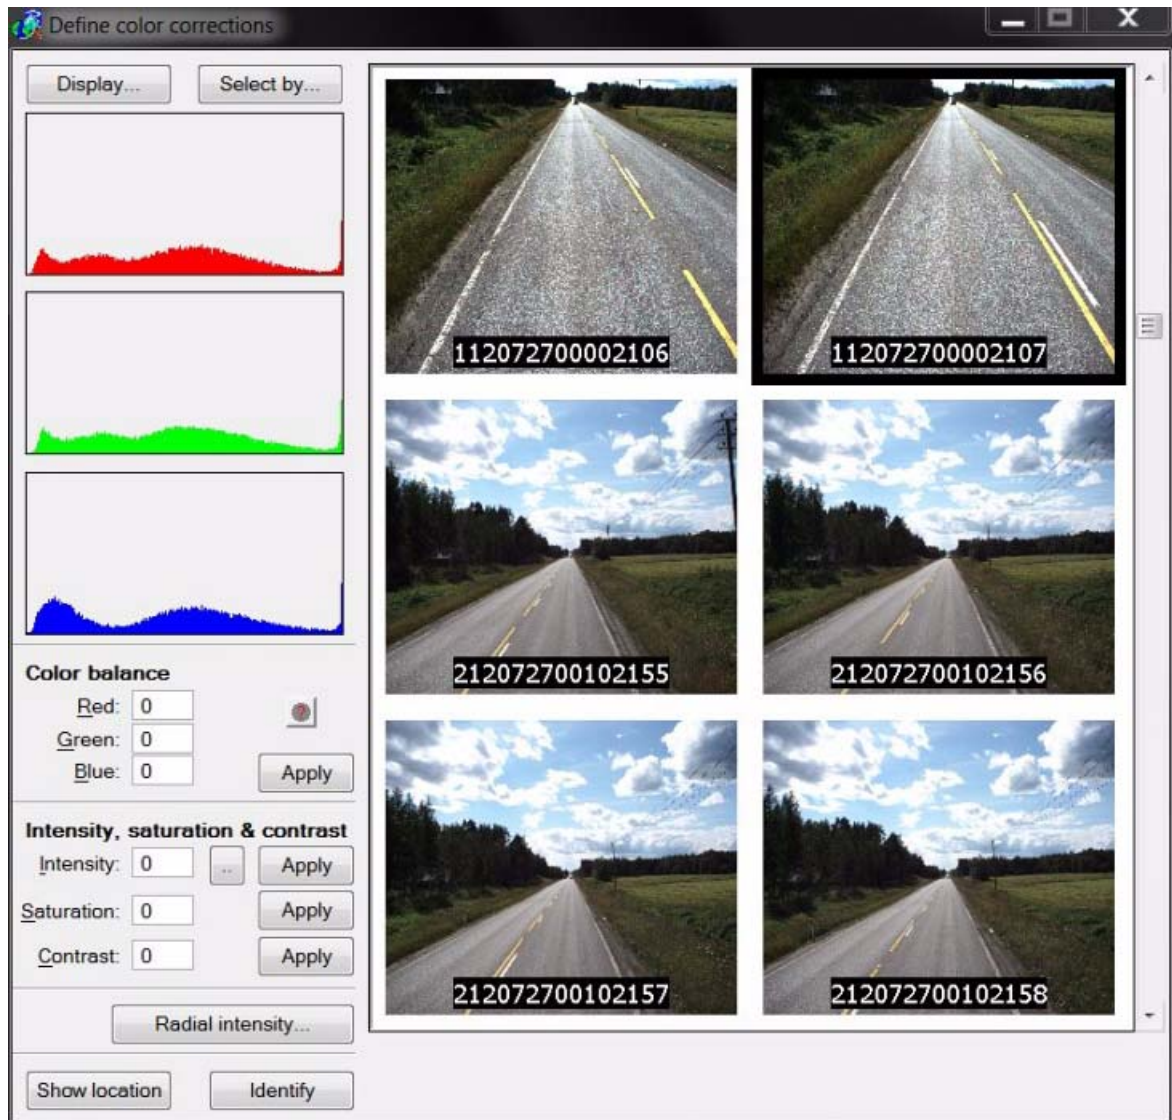 Define color corrections
Display...
Select by...
Color balance
Red: 0
Green: 0
Blue: 0
Apply
Intensity, saturation & contrast
Intensity: 0 .. Apply
Saturation: 0 Apply
Contrast: 0 Apply
Radial intensity...
Show location
Identify
112072700002106
112072700002107
212072700102155
212072700102156
212072700102157
212072700102158